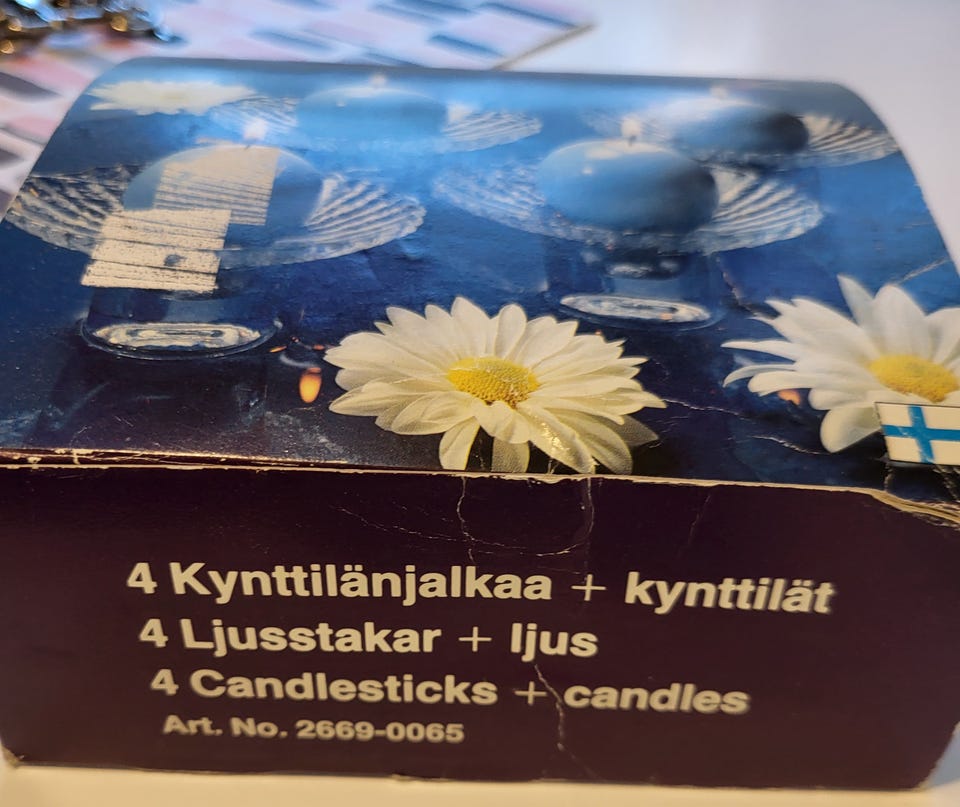 4 Kynttilänjalkaa + kynttilät
4 Ljusstakar + ljus
4 Candlesticks + candles
Art. No. 2669-0065